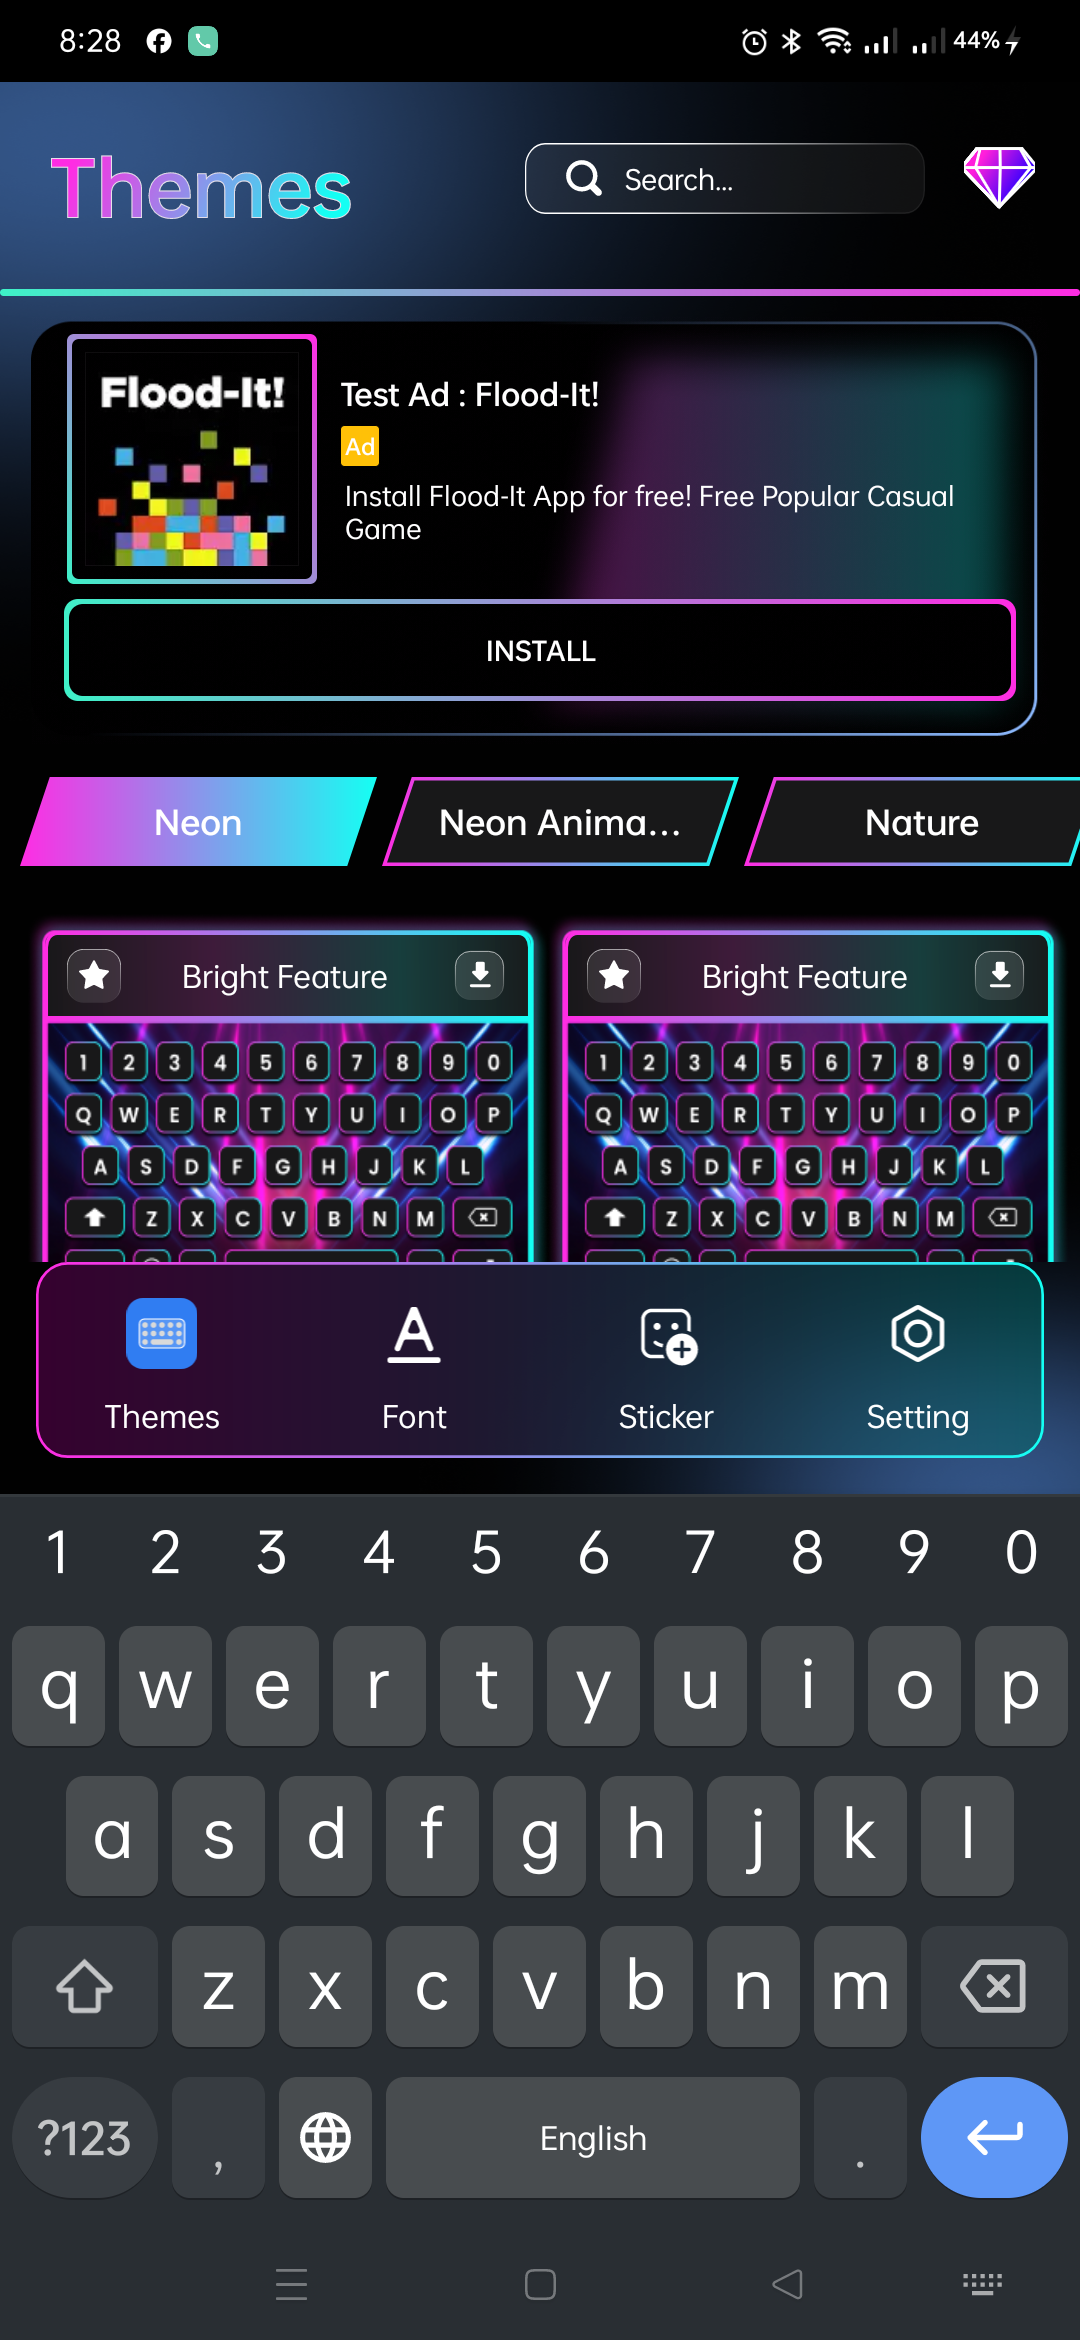 8:28
44%
Themes
Search...
Flood-It!
Test Ad : Flood-It!
Ad
Install Flood-It App for free! Free Popular Casual
Game
INSTALL
Neon
Neon Anima...
Nature
Bright Feature
1 2 3 4 5 6 7 8 9 0
Q W E R T Y U I O P
A S D F G H J K L
Z X C V B N M
Bright Feature
1 2 3 4 5 6 7 8 9 0
Q W E R T Y U I O P
A S D F G H J K L
Z X C V B N M
Themes
Font
Sticker
Setting
1 2 3 4 5 6 7 8 9 0
q w e r t y u i o p
a s d f g h j k l
z x c v b n m
?123 , English .